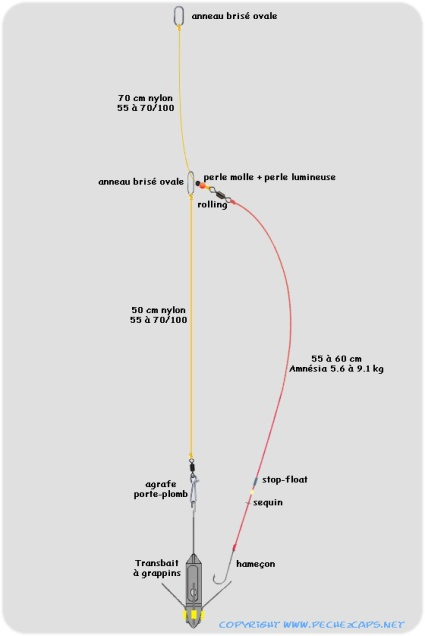 anneau brisé ovale
70 cm nylon
55 à 70/100
perle molle + perle lumineuse
anneau brisé ovale
rolling
50 cm nylon
55 à 70/100
55 à 60 cm
Amnésia 5.6 à 9.1 kg
stop-float
agrafe
porte-plomb
sequin
Transbait
à grappins
hameçon
COPYRIGHT WWW.PECHE2CAPS.NET